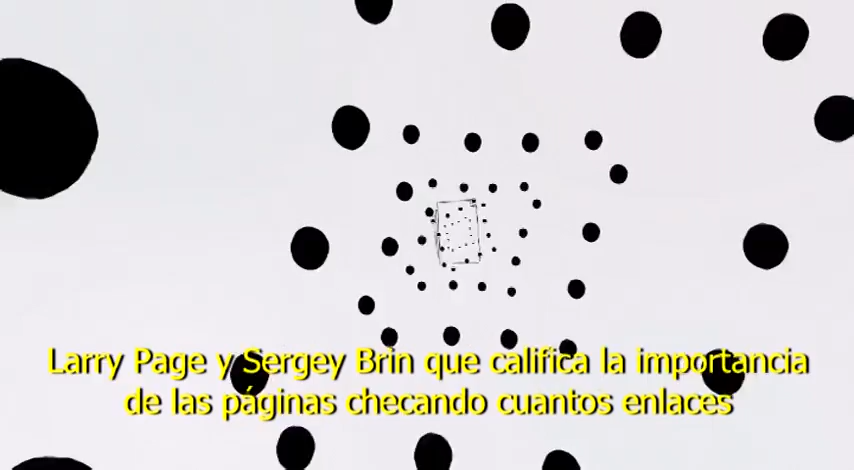 Larry Page y Sergey Brin que califica la importancia
de las páginas checando cuantos enlaces